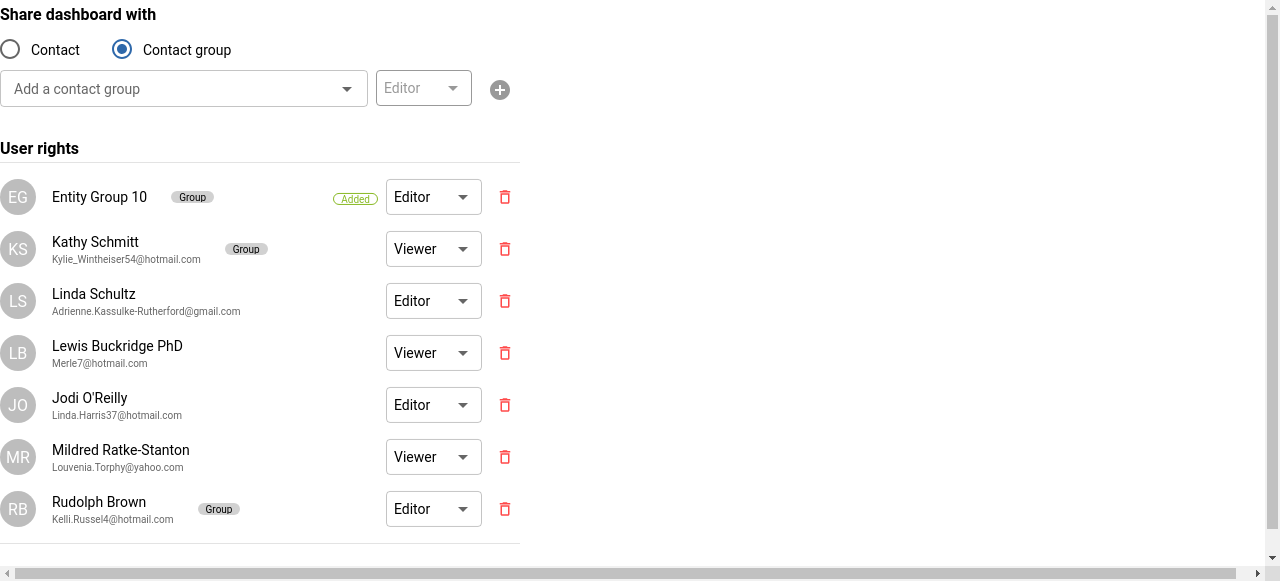 Share dashboard with
Contact
Contact group
Add a contact group
Editor
User rights
EG
Entity Group 10
Group
Added
Editor
KS
Kathy Schmitt
Kylie_Wintheiser54@hotmail.com
Group
Viewer
LS
Linda Schultz
Adrienne.Kassulke-Rutherford@gmail.com
Editor
LB
Lewis Buckridge PhD
Merle7@hotmail.com
Viewer
JO
Jodi O'Reilly
Linda.Harris37@hotmail.com
Editor
MR
Mildred Ratke-Stanton
Louvenia.Torphy@yahoo.com
Viewer
RB
Rudolph Brown
Kelli.Russel4@hotmail.com
Group
Editor